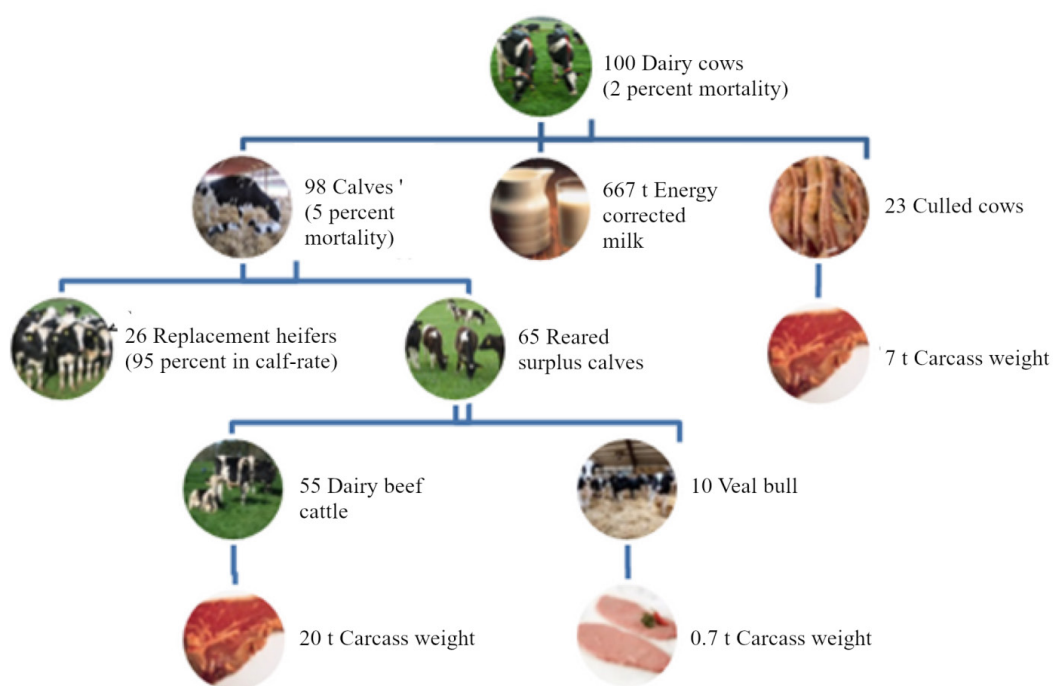 100 Dairy cows
(2 percent mortality)
98 Calves '
(5 percent
mortality)
667 t Energy
corrected
milk
23 Culled cows
26 Replacement heifers
(95 percent in calf-rate)
65 Reared
surplus calves
7 t Carcass weight
55 Dairy beef
cattle
10 Veal bull
20 t Carcass weight
0.7 t Carcass weight